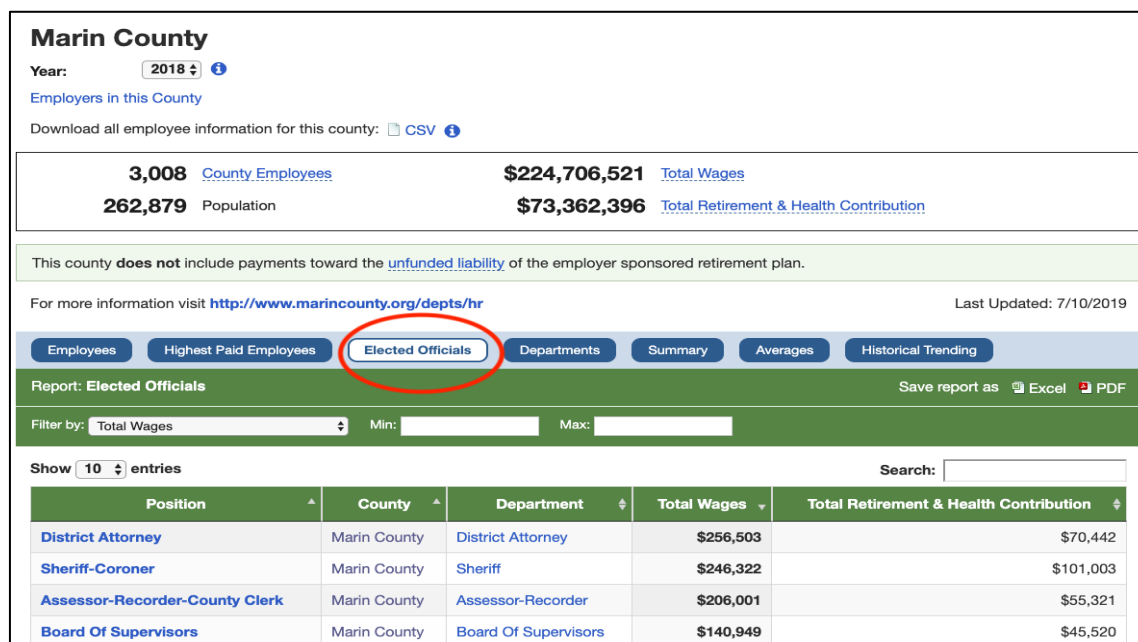 Marin County
Year: 2018
Employers in this County
Download all employee information for this county: CSV
3,008 County Employees $224,706,521 Total Wages
262,879 Population $73,362,396 Total Retirement & Health Contribution
This county does not include payments toward the unfunded liability of the employer sponsored retirement plan.
For more information visit http://www.marincounty.org/depts/hr Last Updated: 7/10/2019
Employees Highest Paid Employees Elected Officials Departments Summary Averages Historical Trending
Report: Elected Officials Save report as Excel PDF
Filter by: Total Wages Min: Max:
Show 10 entries Search:
Position County Department Total Wages Total Retirement & Health Contribution
District Attorney Marin County District Attorney $256,503 $70,442
Sheriff-Coroner Marin County Sheriff $246,322 $101,003
Assessor-Recorder-County Clerk Marin County Assessor-Recorder $206,001 $55,321
Board Of Supervisors Marin County Board Of Supervisors $140,949 $45,520